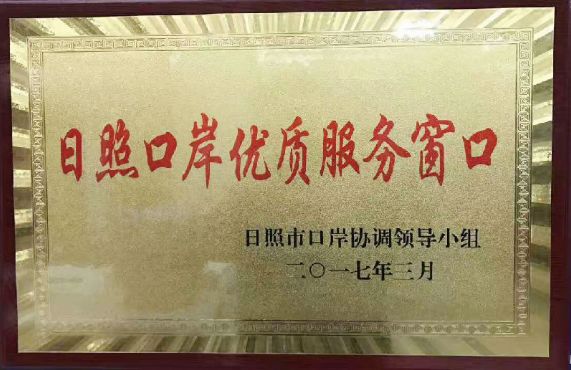 日照口岸优质服务窗口
日照市口岸协调领导小组
二〇一七年三月